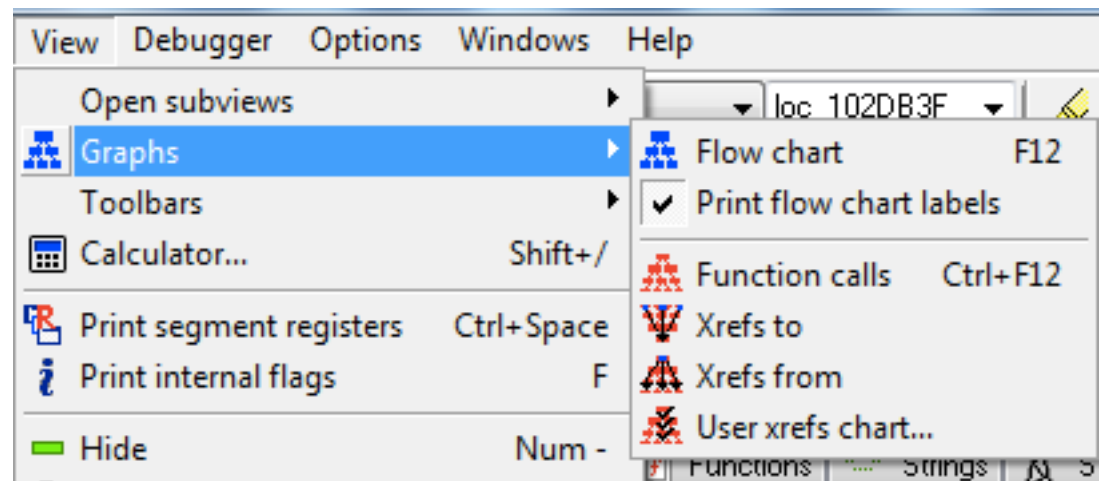 View Debugger Options Windows Help
Open subviews
loc_102DB3F
Graphs
Toolbars
Calculator... Shift+/
Print segment registers Ctrl+Space
Print internal flags F
Hide Num -
Flow chart F12
Print flow chart labels
Function calls Ctrl+F12
Xrefs to
Xrefs from
User xrefs chart...
Functions Strings